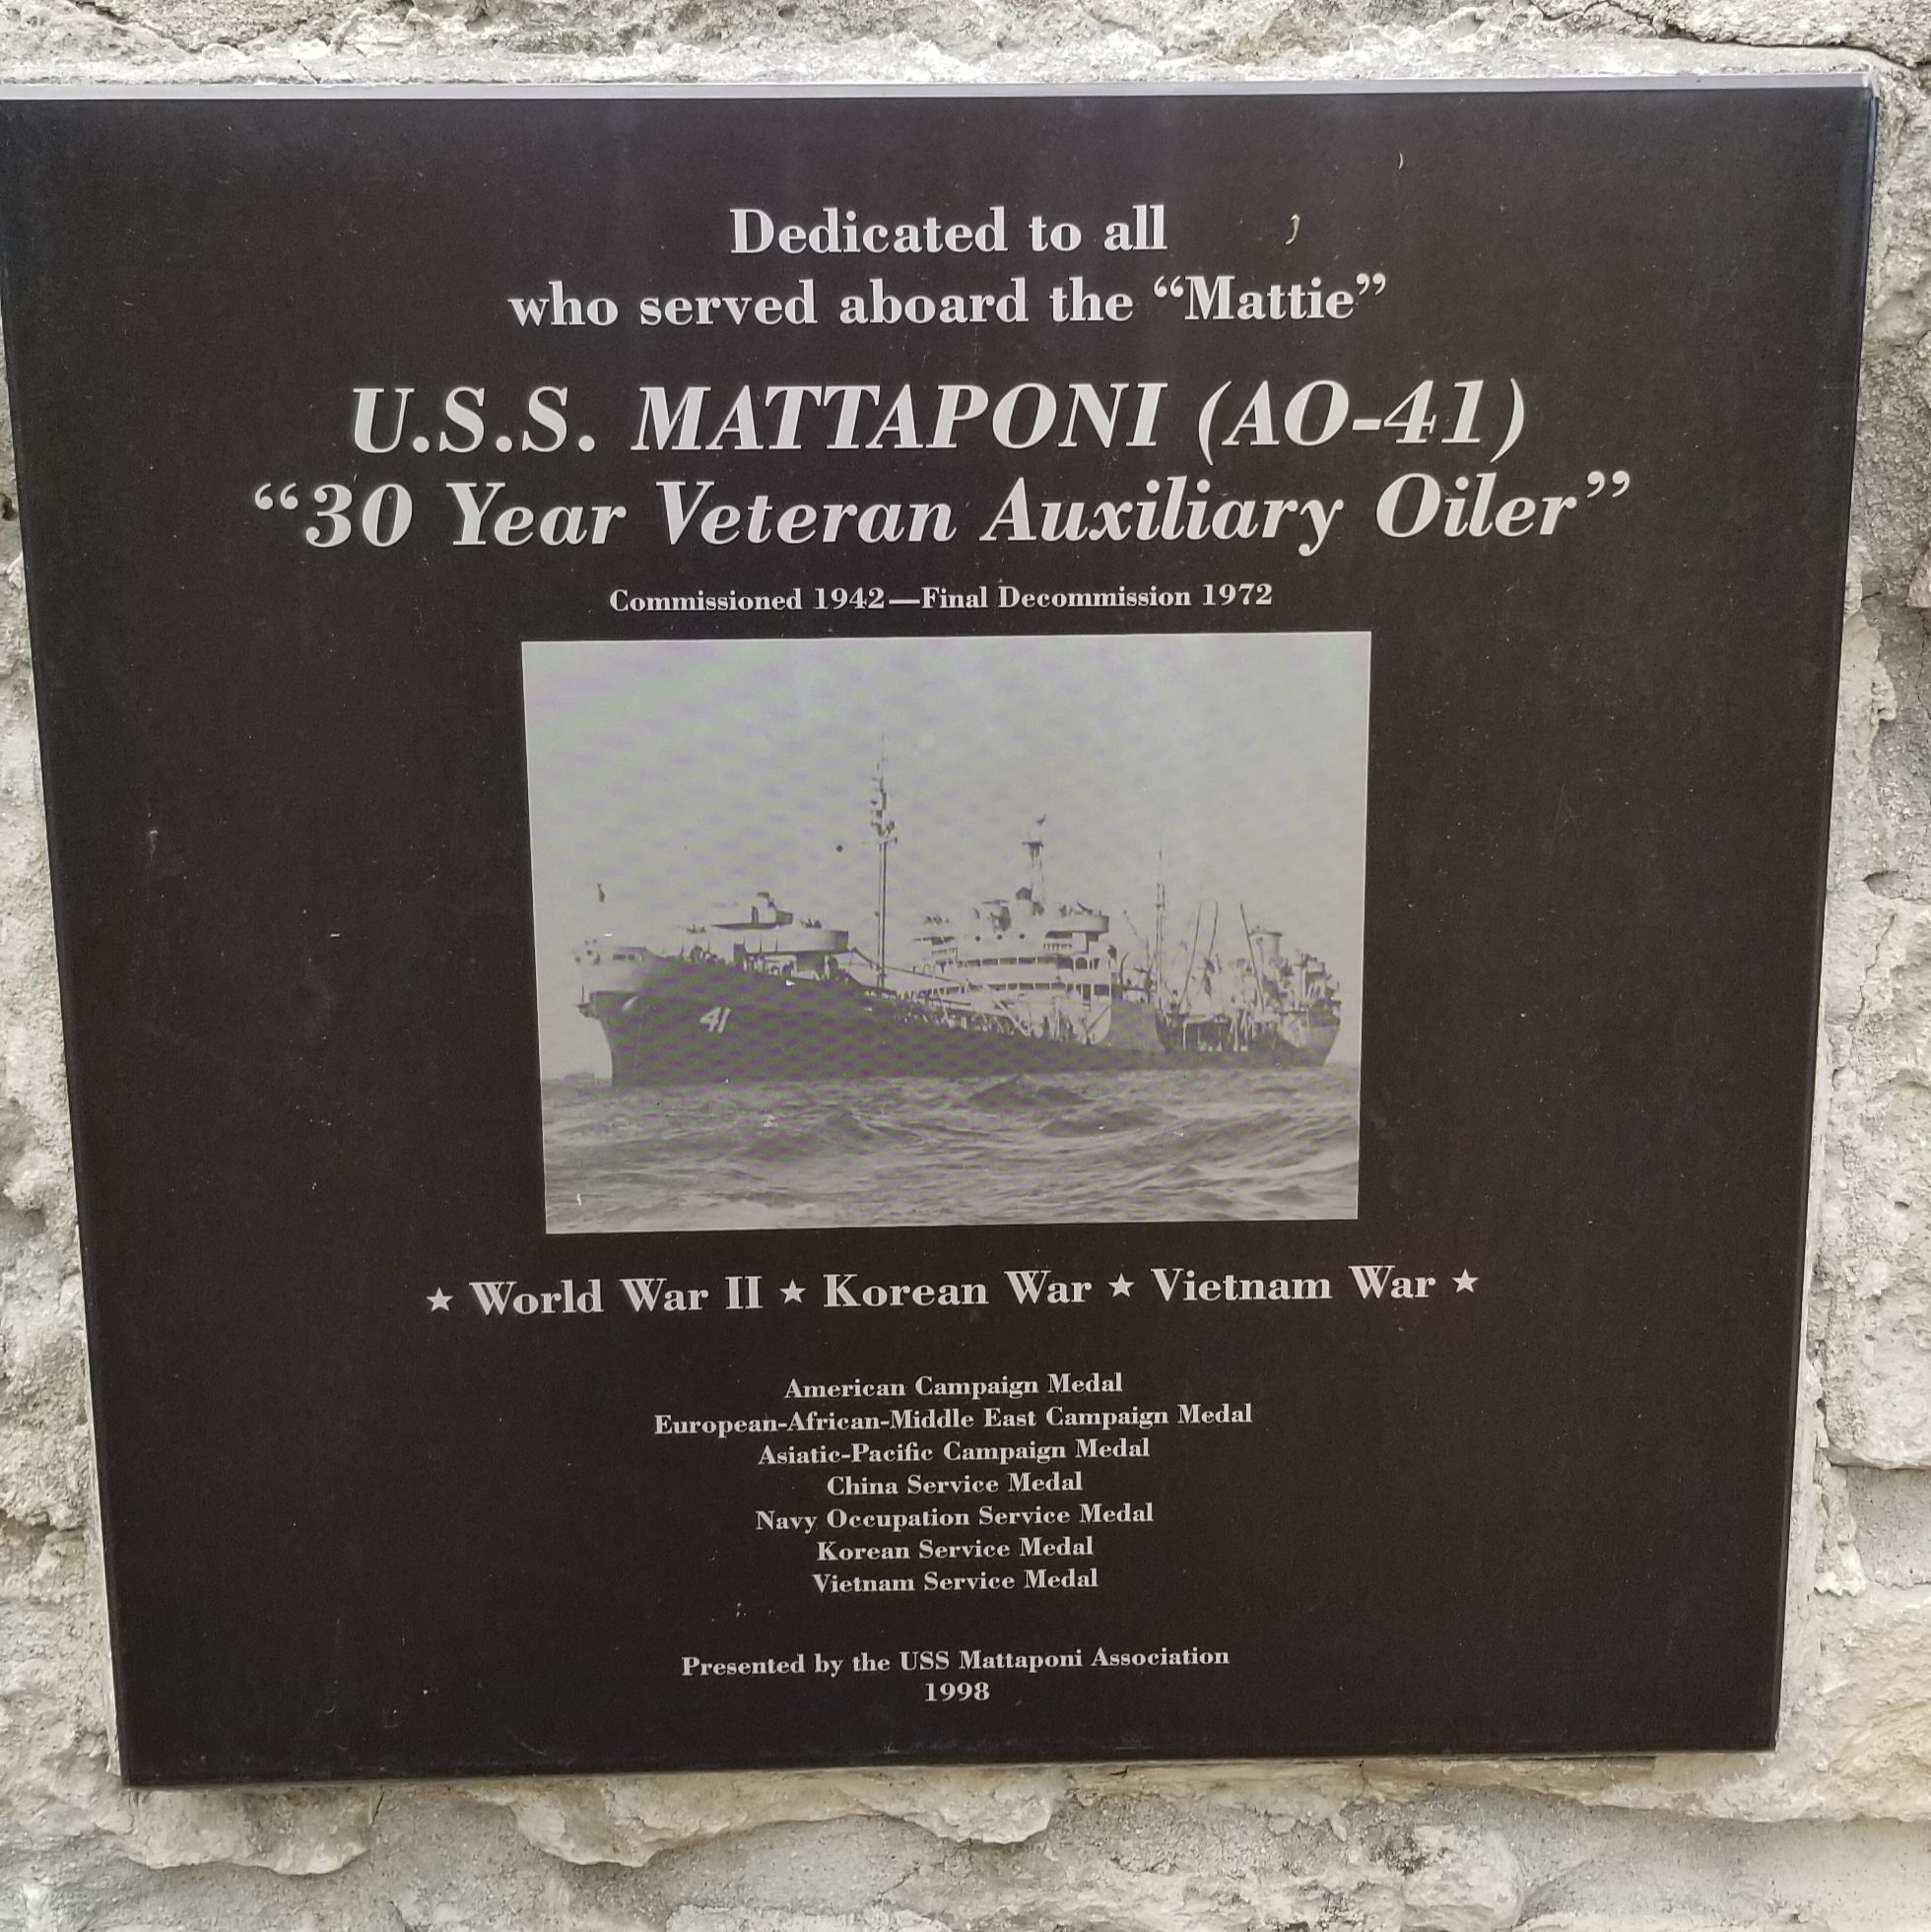 Dedicated to all
who served aboard the “Mattie”
U.S.S. MATTAPONI (AO-41)
“30 Year Veteran Auxiliary Oiler”
Commissioned 1942—Final Decommission 1972
41
★ World War II ★ Korean War ★ Vietnam War ★
American Campaign Medal
European-African-Middle East Campaign Medal
Asiatic-Pacific Campaign Medal
China Service Medal
Navy Occupation Service Medal
Korean Service Medal
Vietnam Service Medal
Presented by the USS Mattaponi Association
1998